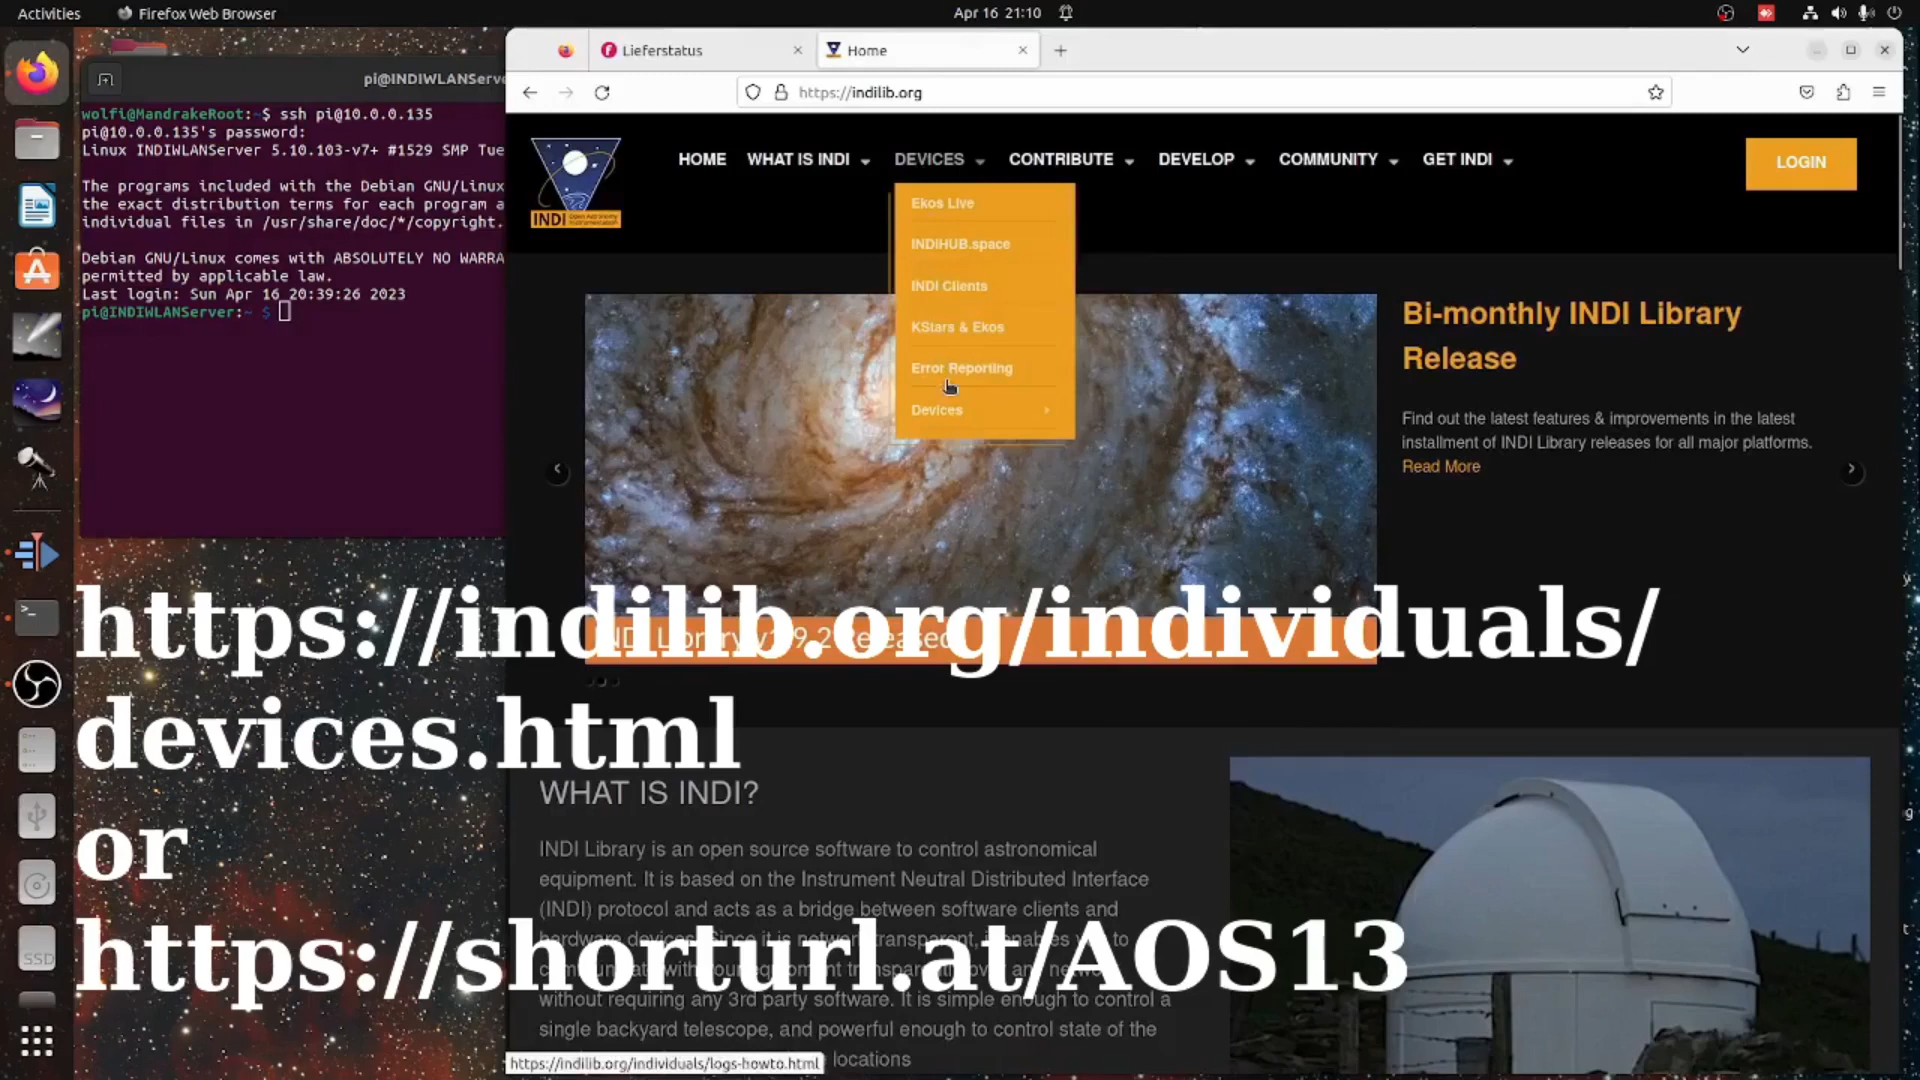 Activities
Firefox Web Browser
Apr 16 21:10
pi@INDIWLANServe
wolfi@MandrakeRoot:~$ ssh pi@10.0.0.135
pi@10.0.0.135's password:
Linux INDIWLANServer 5.10.103-v7+ #1529 SMP Tue
The programs included with the Debian GNU/Linux
the exact distribution terms for each program a
individual files in /usr/share/doc/*/copyright.
Debian GNU/Linux comes with ABSOLUTELY NO WARRA
permitted by applicable law.
Last login: Sun Apr 16 20:39:26 2023
pi@INDIWLANServer:~ $
Lieferstatus
Home
https://indilib.org
INDI
HOME
WHAT IS INDI
DEVICES
CONTRIBUTE
DEVELOP
COMMUNITY
GET INDI
LOGIN
Ekos Live
INDIHUB.space
INDI Clients
KStars & Ekos
Error Reporting
Devices
Bi-monthly INDI Library
Release
Find out the latest features & improvements in the latest
installment of INDI Library releases for all major platforms.
Read More
https://indilib.org/individuals/
devices.html
or
https://shorturl.at/AOS13
WHAT IS INDI?
INDI Library is an open source software to control astronomical
equipment. It is based on the Instrument Neutral Distributed Interface
(INDI) protocol and acts as a bridge between software clients and
without requiring any 3rd party software. It is simple enough to control a
single backyard telescope, and powerful enough to control state of the
locations
https://indilib.org/individuals/logs-howto.html
SSD